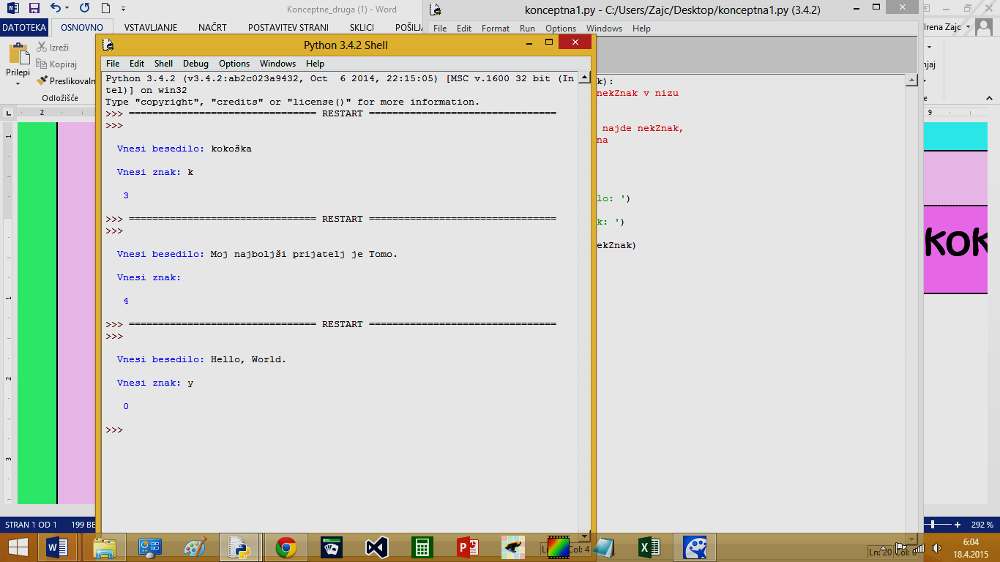 Konceptne_druga (1) - Word
DATOTEKA OSNOVNO VSTAVLJANJE NAČRT POSTAVITEV STRANI SKLICI POŠILJ
Irena Zajc
Prilepi
Izreži
Kopiraj
Preslikovaln
Odložišče
konceptna1.py - C:/Users/Zajc/Desktop/konceptna1.py (3.4.2)
File Edit Format Run Options Windows Help
k):
nekZnak v nizu
najde nekZnak,
na
lo: ')
k: ')
ekZnak)
Python 3.4.2 Shell
File Edit Shell Debug Options Windows Help
Python 3.4.2 (v3.4.2:ab2c023a9432, Oct  6 2014, 22:15:05) [MSC v.1600 32 bit (In
tel)] on win32
Type "copyright", "credits" or "license()" for more information.
>>> ================================ RESTART ================================
>>>
Vnesi besedilo: kokoška
Vnesi znak: k
3
>>> ================================ RESTART ================================
>>>
Vnesi besedilo: Moj najboljši prijatelj je Tomo.
Vnesi znak:
4
>>> ================================ RESTART ================================
>>>
Vnesi besedilo: Hello, World.
Vnesi znak: y
0
>>>
kok
STRAN 1 OD 1 199 BE
292 %
Col: 4
Ln: 20 Col: 0
6:04
18.4.2015